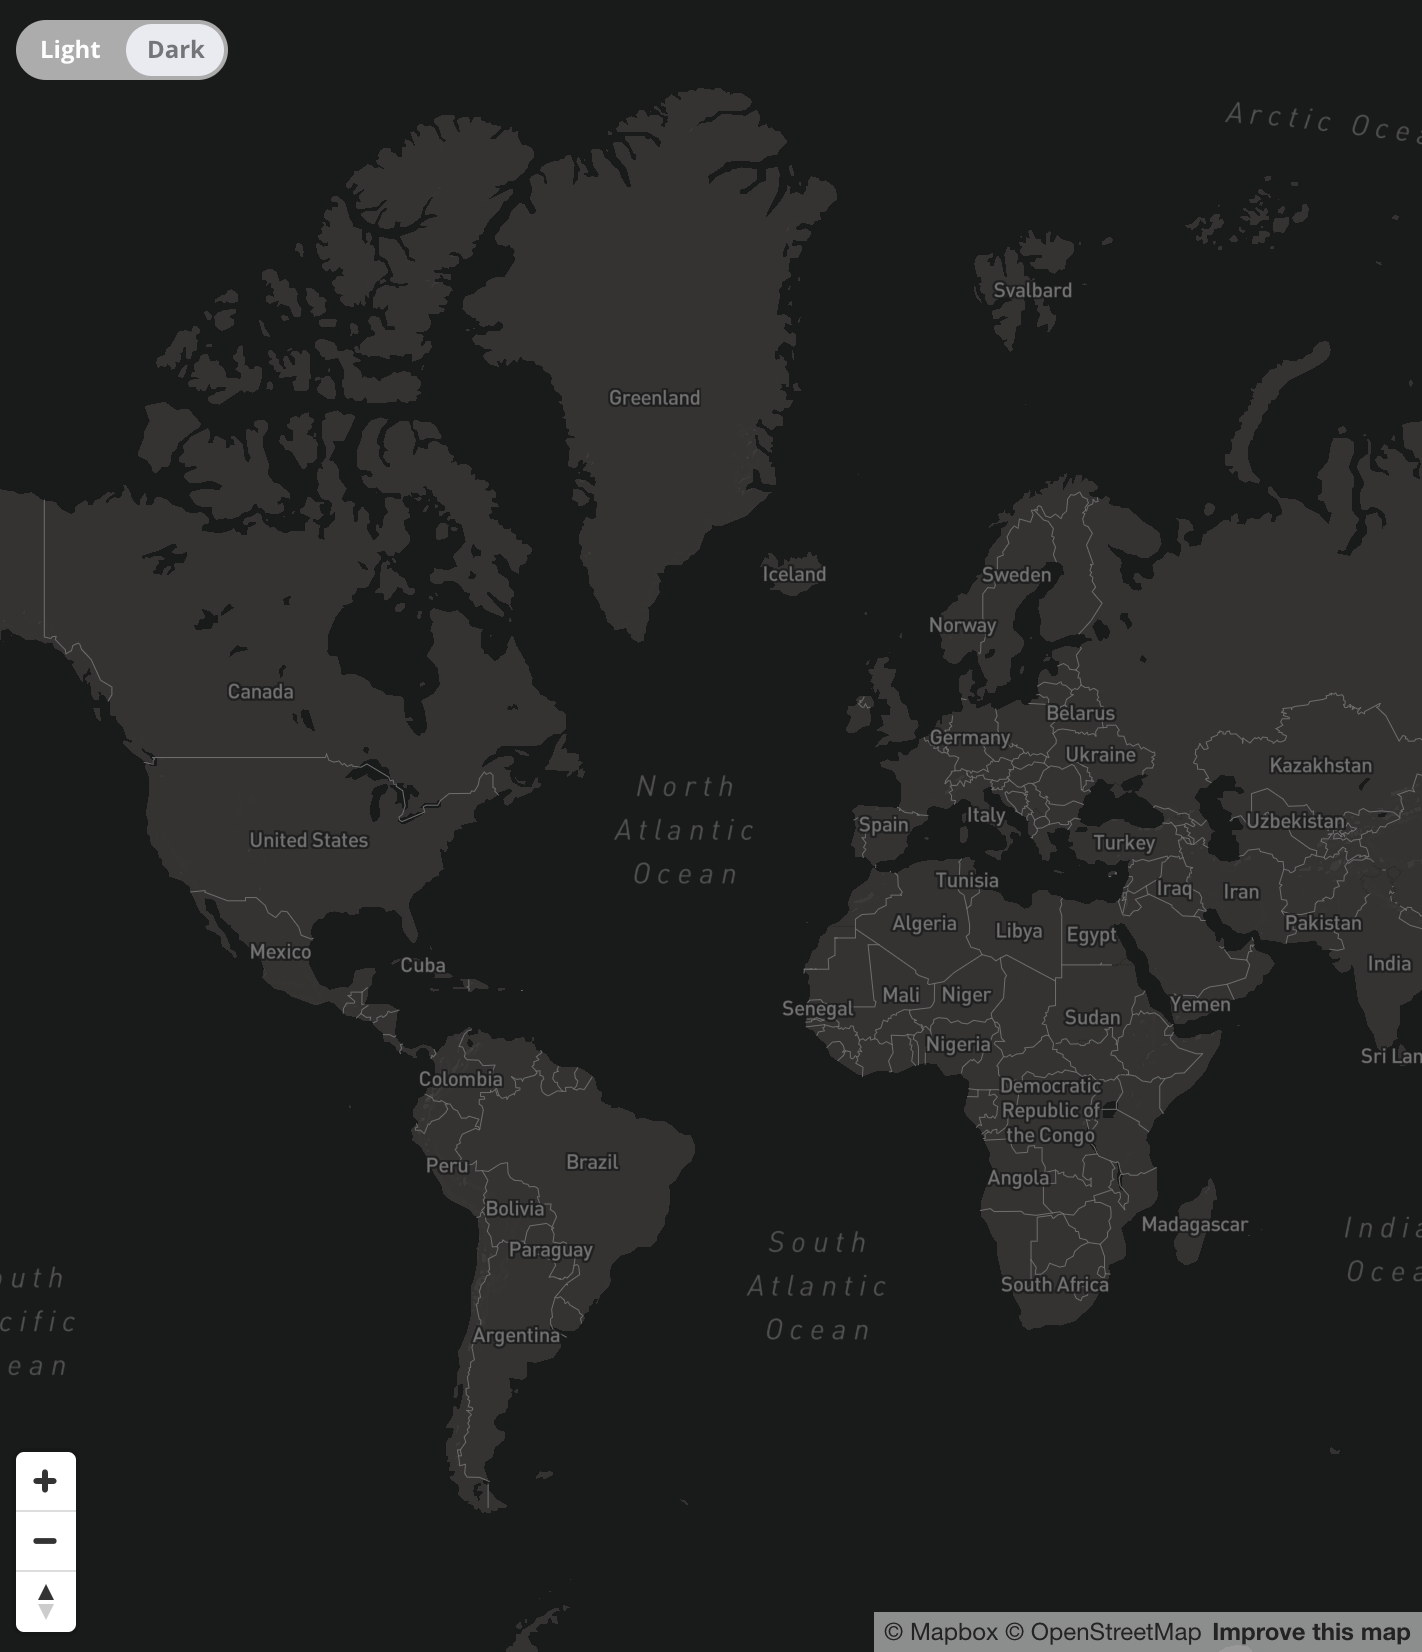 Light Dark
Arctic Ocea
Svalbard
Greenland
Iceland
Sweden
Norway
Canada
Belarus
Germany
Ukraine
Kazakhstan
North
Atlantic
Ocean
Spain
Italy
Uzbekistan
United States
Turkey
Tunisia
Iraq
Iran
Algeria
Libya
Egypt
Pakistan
Mexico
Cuba
India
Mali
Niger
Senegal
Yemen
Sudan
Nigeria
Sri Lan
Colombia
Democratic
Republic of
the Congo
Peru
Brazil
Angola
Bolivia
Madagascar
Paraguay
South
Atlantic
Ocean
India
Ocea
outh
cific
ean
South Africa
Argentina
© Mapbox © OpenStreetMap Improve this map